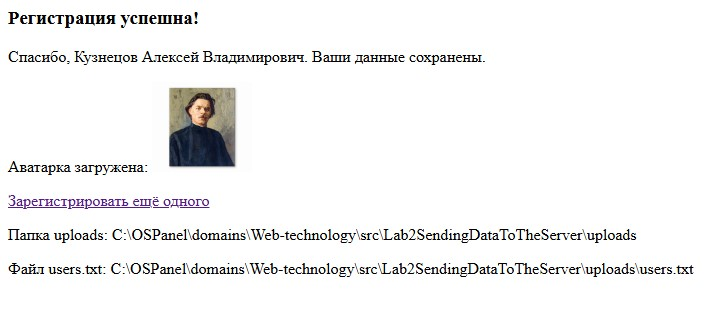 Регистрация успешна!
Спасибо, Кузнецов Алексей Владимирович. Ваши данные сохранены.
Аватарка загружена:
Зарегистрировать ещё одного
Папка uploads: C:\OSPanel\domains\Web-technology\src\Lab2SendingDataToTheServer\uploads
Файл users.txt: C:\OSPanel\domains\Web-technology\src\Lab2SendingDataToTheServer\uploads\users.txt